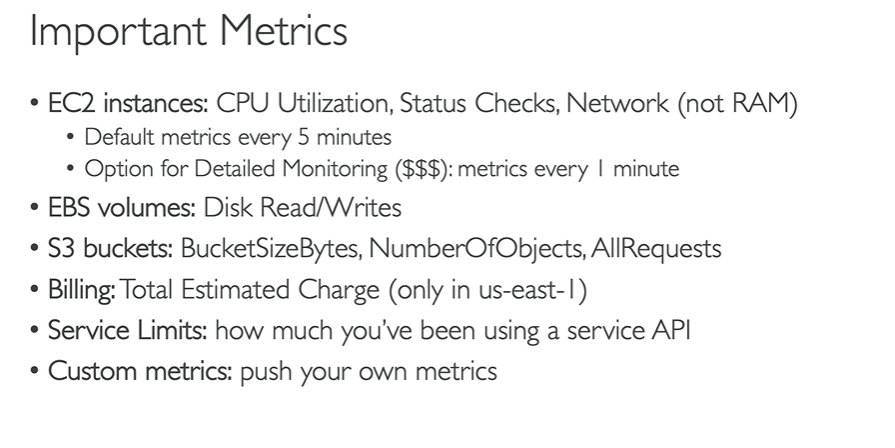 Important Metrics
• EC2 instances: CPU Utilization, Status Checks, Network (not RAM)
• Default metrics every 5 minutes
• Option for Detailed Monitoring ($$$): metrics every 1 minute
• EBS volumes: Disk Read/Writes
• S3 buckets: BucketSizeBytes, NumberOfObjects, AllRequests
• Billing: Total Estimated Charge (only in us-east-1)
• Service Limits: how much you've been using a service API
• Custom metrics: push your own metrics